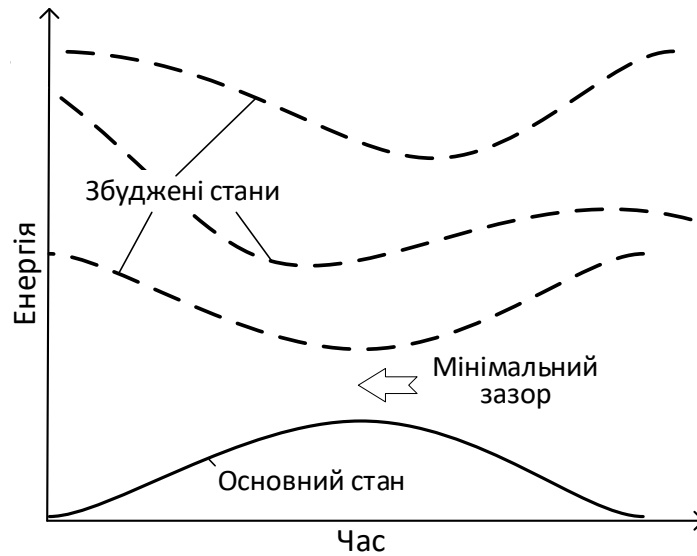 Збуджені стани
Енергія
Мінімальний
зазор
Основний стан
Час